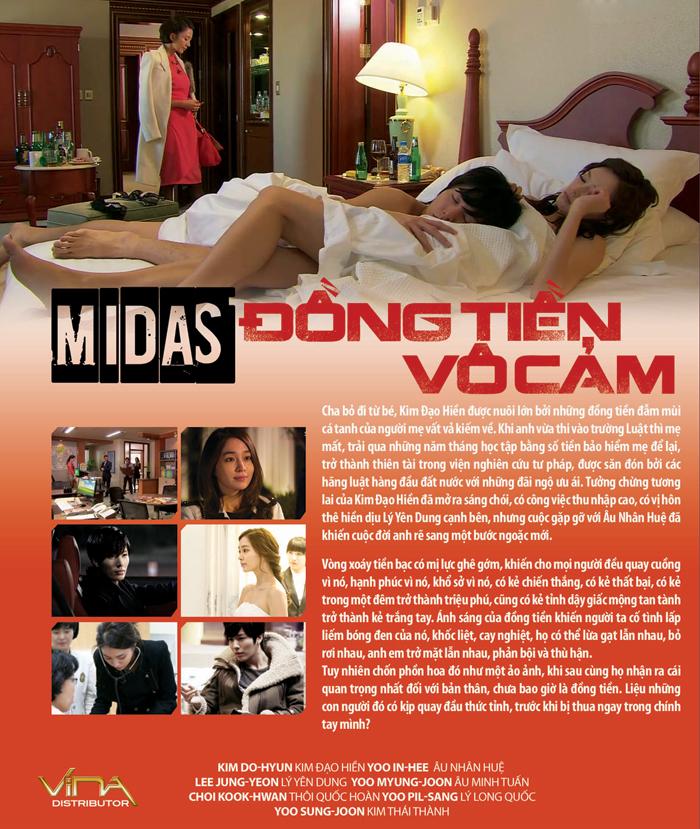 MIDAS ĐỒNG TIỀN
VÔ CẢM
Cha bỏ đi từ bé, Kim Đạo Hiền được nuôi lớn bởi những đồng tiền đẫm mùi
cá tanh của người mẹ vất vả kiếm về. Khi anh vừa thi vào trường Luật thì mẹ
mất, trải qua những năm tháng học tập bằng số tiền bảo hiểm mẹ để lại,
trở thành thiên tài trong viện nghiên cứu tư pháp, được săn đón bởi các
hãng luật hàng đầu đất nước với những đãi ngộ ưu ái. Tưởng chừng tương
lai của Kim Đạo Hiền đã mở ra sáng chói, có công việc thu nhập cao, có vị hôn
thê hiền dịu Lý Yên Dung cạnh bên, nhưng cuộc gặp gỡ với Âu Nhân Huệ đã
khiến cuộc đời anh rẽ sang một bước ngoặc mới.
Vòng xoáy tiền bạc có mị lực ghê gớm, khiến cho mọi người đều quay cuồng
vì nó, hạnh phúc vì nó, khổ sở vì nó, có kẻ chiến thắng, có kẻ thất bại, có kẻ
trong một đêm trở thành triệu phú, cũng có kẻ tỉnh dậy giấc mộng tan tành
trở thành kẻ trắng tay. Ánh sáng của đồng tiền khiến người ta cố tình lấp
liếm bóng đen của nó, khốc liệt, cay nghiệt, họ có thể lừa gạt lẫn nhau, bỏ
rơi nhau, anh em trở mặt lẫn nhau, phản bội và thù hận.
Tuy nhiên chốn phồn hoa đó như một ảo ảnh, khi sau cùng họ nhận ra cái
quan trọng nhất đối với bản thân, chưa bao giờ là đồng tiền. Liệu những
con người đó có kịp quay đầu thức tỉnh, trước khi bị thua ngay trong chính
tay mình?
KIM DO-HYUN KIM ĐẠO HIỀN YOO IN-HEE ÂU NHÂN HUỆ
LEE JUNG-YEON LÝ YÊN DUNG YOO MYUNG-JOON ÂU MINH TUẤN
CHOI KOOK-HWAN THÔI QUỐC HOÀN YOO PIL-SANG LÝ LONG QUỐC
YOO SUNG-JOON KIM THÁI THÀNH
ViNA
DISTRIBUTOR